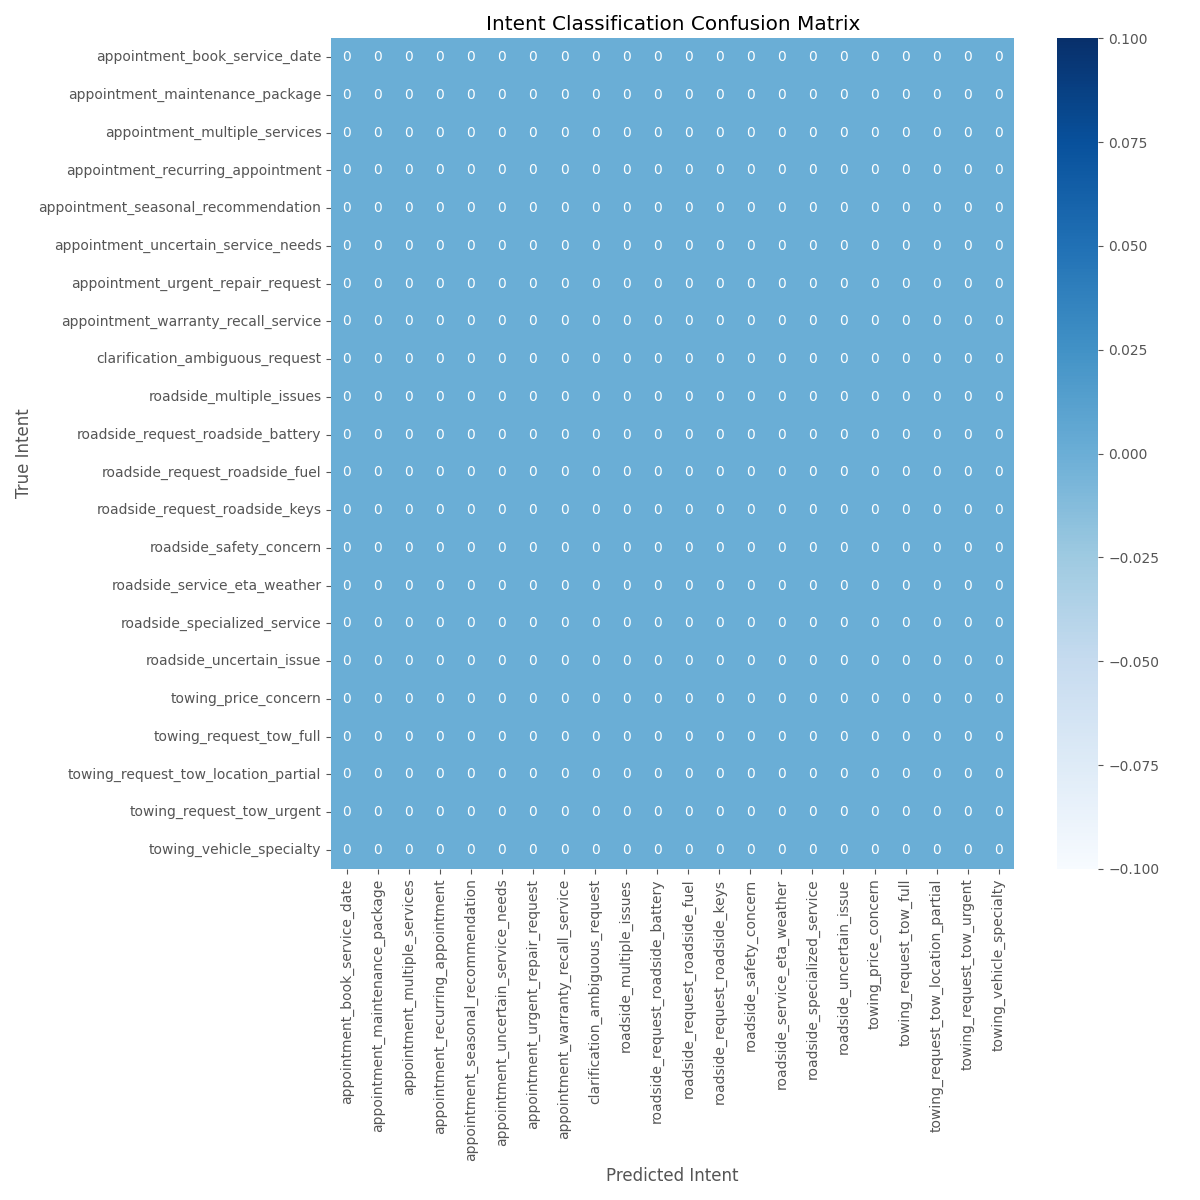 Intent Classification Confusion Matrix
True Intent
appointment_book_service_date 0 0 0 0 0 0 0 0 0 0 0 0 0 0 0 0 0 0 0 0 0 0
appointment_maintenance_package 0 0 0 0 0 0 0 0 0 0 0 0 0 0 0 0 0 0 0 0 0 0
appointment_multiple_services 0 0 0 0 0 0 0 0 0 0 0 0 0 0 0 0 0 0 0 0 0 0
appointment_recurring_appointment 0 0 0 0 0 0 0 0 0 0 0 0 0 0 0 0 0 0 0 0 0 0
appointment_seasonal_recommendation 0 0 0 0 0 0 0 0 0 0 0 0 0 0 0 0 0 0 0 0 0 0
appointment_uncertain_service_needs 0 0 0 0 0 0 0 0 0 0 0 0 0 0 0 0 0 0 0 0 0 0
appointment_urgent_repair_request 0 0 0 0 0 0 0 0 0 0 0 0 0 0 0 0 0 0 0 0 0 0
appointment_warranty_recall_service 0 0 0 0 0 0 0 0 0 0 0 0 0 0 0 0 0 0 0 0 0 0
clarification_ambiguous_request 0 0 0 0 0 0 0 0 0 0 0 0 0 0 0 0 0 0 0 0 0 0
roadside_multiple_issues 0 0 0 0 0 0 0 0 0 0 0 0 0 0 0 0 0 0 0 0 0 0
roadside_request_roadside_battery 0 0 0 0 0 0 0 0 0 0 0 0 0 0 0 0 0 0 0 0 0 0
roadside_request_roadside_fuel 0 0 0 0 0 0 0 0 0 0 0 0 0 0 0 0 0 0 0 0 0 0
roadside_request_roadside_keys 0 0 0 0 0 0 0 0 0 0 0 0 0 0 0 0 0 0 0 0 0 0
roadside_safety_concern 0 0 0 0 0 0 0 0 0 0 0 0 0 0 0 0 0 0 0 0 0 0
roadside_service_eta_weather 0 0 0 0 0 0 0 0 0 0 0 0 0 0 0 0 0 0 0 0 0 0
roadside_specialized_service 0 0 0 0 0 0 0 0 0 0 0 0 0 0 0 0 0 0 0 0 0 0
roadside_uncertain_issue 0 0 0 0 0 0 0 0 0 0 0 0 0 0 0 0 0 0 0 0 0 0
towing_price_concern 0 0 0 0 0 0 0 0 0 0 0 0 0 0 0 0 0 0 0 0 0 0
towing_request_tow_full 0 0 0 0 0 0 0 0 0 0 0 0 0 0 0 0 0 0 0 0 0 0
towing_request_tow_location_partial 0 0 0 0 0 0 0 0 0 0 0 0 0 0 0 0 0 0 0 0 0 0
towing_request_tow_urgent 0 0 0 0 0 0 0 0 0 0 0 0 0 0 0 0 0 0 0 0 0 0
towing_vehicle_specialty 0 0 0 0 0 0 0 0 0 0 0 0 0 0 0 0 0 0 0 0 0 0
appointment_book_service_date
appointment_maintenance_package
appointment_multiple_services
appointment_recurring_appointment
appointment_seasonal_recommendation
appointment_uncertain_service_needs
appointment_urgent_repair_request
appointment_warranty_recall_service
clarification_ambiguous_request
roadside_multiple_issues
roadside_request_roadside_battery
roadside_request_roadside_fuel
roadside_request_roadside_keys
roadside_safety_concern
roadside_service_eta_weather
roadside_specialized_service
roadside_uncertain_issue
towing_price_concern
towing_request_tow_full
towing_request_tow_location_partial
towing_request_tow_urgent
towing_vehicle_specialty
Predicted Intent
0.100
0.075
0.050
0.025
0.000
−0.025
−0.050
−0.075
−0.100